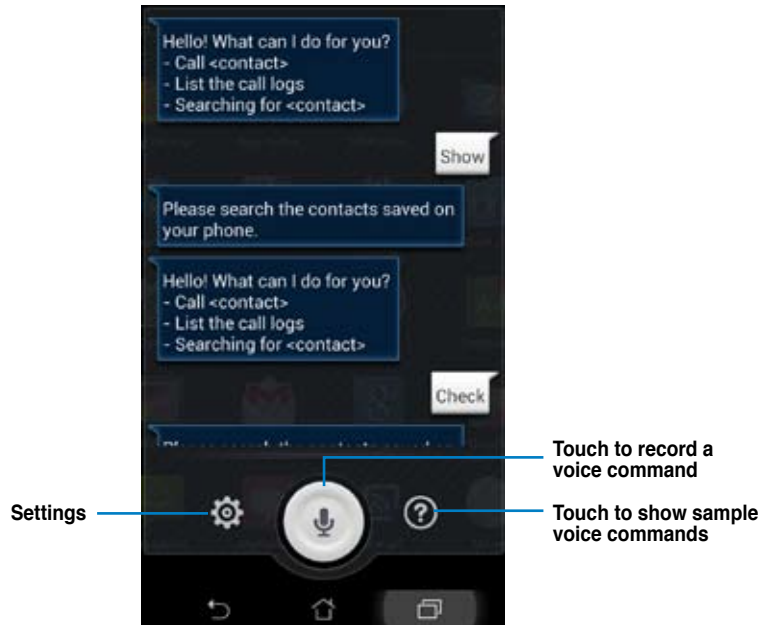 Hello! What can I do for you?
- Call <contact>
- List the call logs
- Searching for <contact>
Show
Please search the contacts saved on
your phone.
Hello! What can I do for you?
- Call <contact>
- List the call logs
- Searching for <contact>
Check
Touch to record a
voice command
Settings
Touch to show sample
voice commands